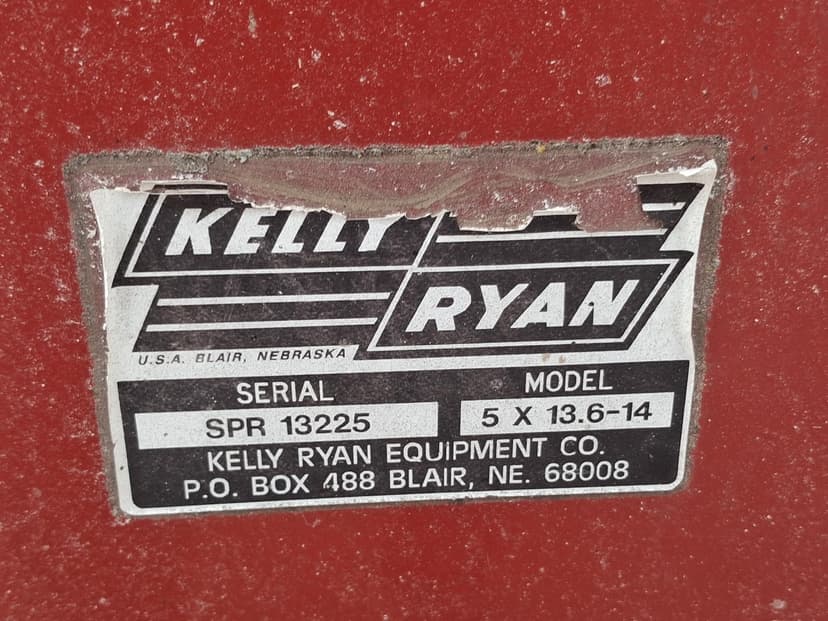 KELLY
RYAN
U.S.A. BLAIR, NEBRASKA
SERIAL
MODEL
SPR 13225
5 X 13.6-14
KELLY RYAN EQUIPMENT CO.
P.O. BOX 488 BLAIR, NE. 68008